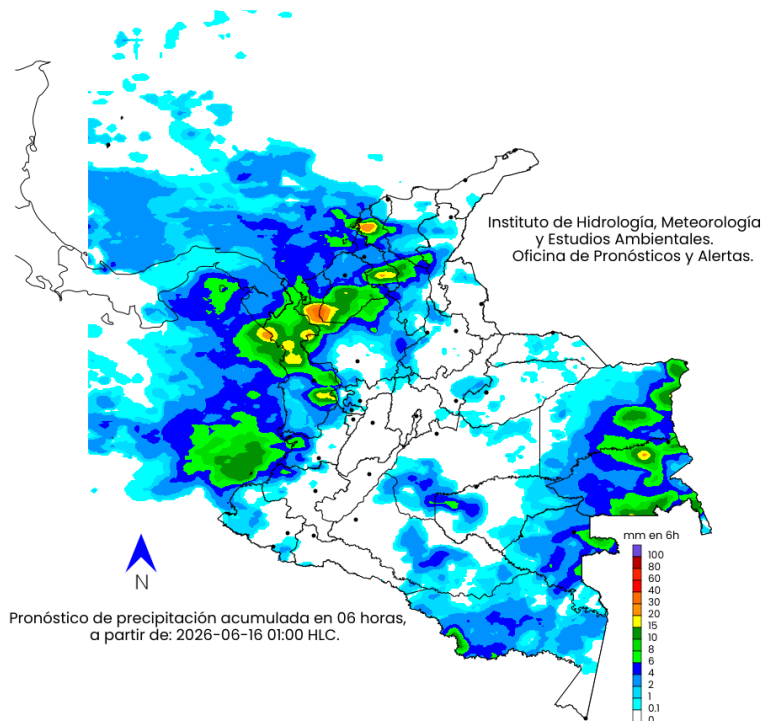 Instituto de Hidrología, Meteorología
y Estudios Ambientales.
Oficina de Pronósticos y Alertas.
N
Pronóstico de precipitación acumulada en 06 horas,
a partir de: 2026-06-16 01:00 HLC.
mm en 6h
100
80
60
40
30
20
15
10
8
6
4
2
1
0.1
0